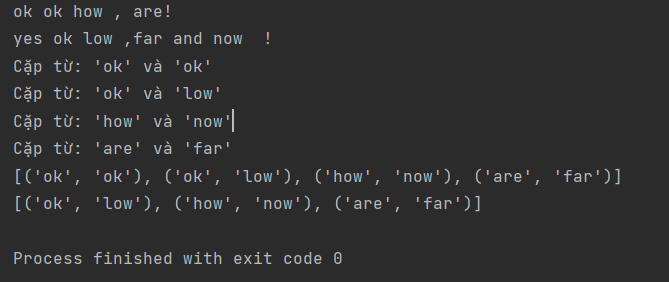 ok ok how , are!
yes ok low ,far and now  !
Cặp từ: 'ok' và 'ok'
Cặp từ: 'ok' và 'low'
Cặp từ: 'how' và 'now'
Cặp từ: 'are' và 'far'
[('ok', 'ok'), ('ok', 'low'), ('how', 'now'), ('are', 'far')]
[('ok', 'low'), ('how', 'now'), ('are', 'far')]
Process finished with exit code 0